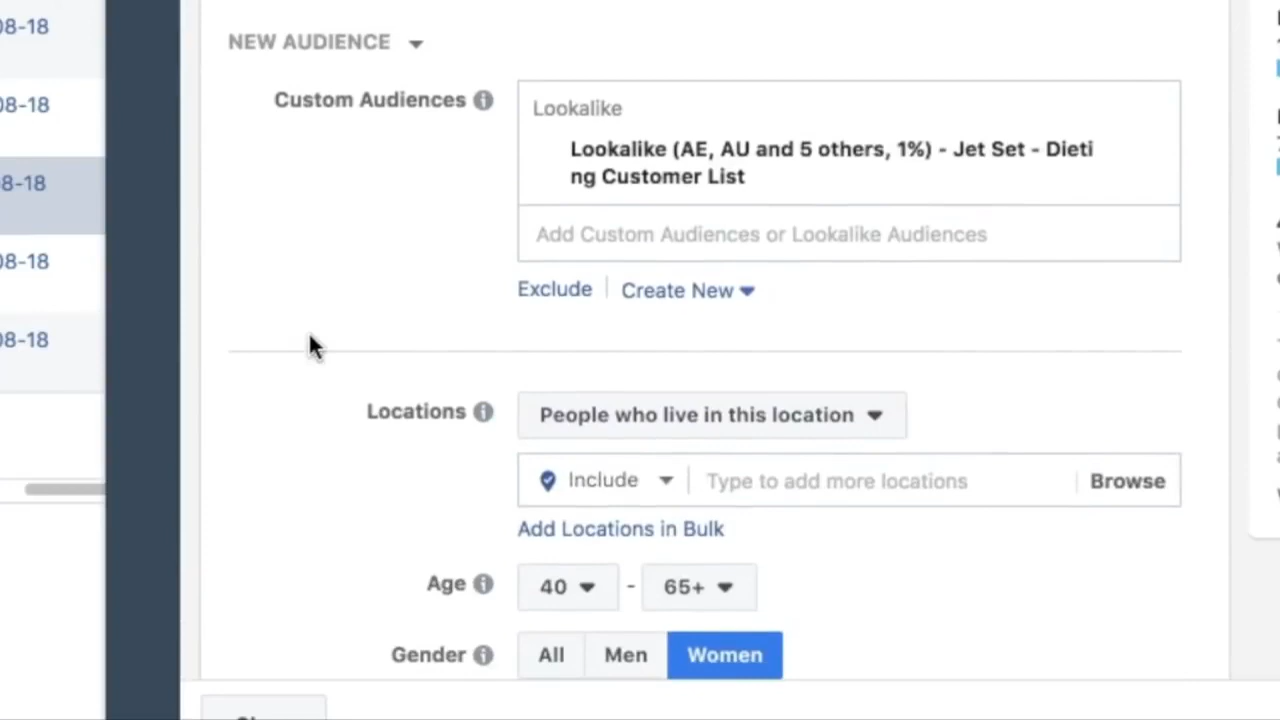 08-18
08-18
8-18
08-18
08-18
NEW AUDIENCE
Custom Audiences
Lookalike
Lookalike (AE, AU and 5 others, 1%) - Jet Set - Dieti
ng Customer List
Add Custom Audiences or Lookalike Audiences
Exclude
Create New
Locations
People who live in this location
Include
Type to add more locations
Browse
Add Locations in Bulk
Age
40
-
65+
Gender
All
Men
Women